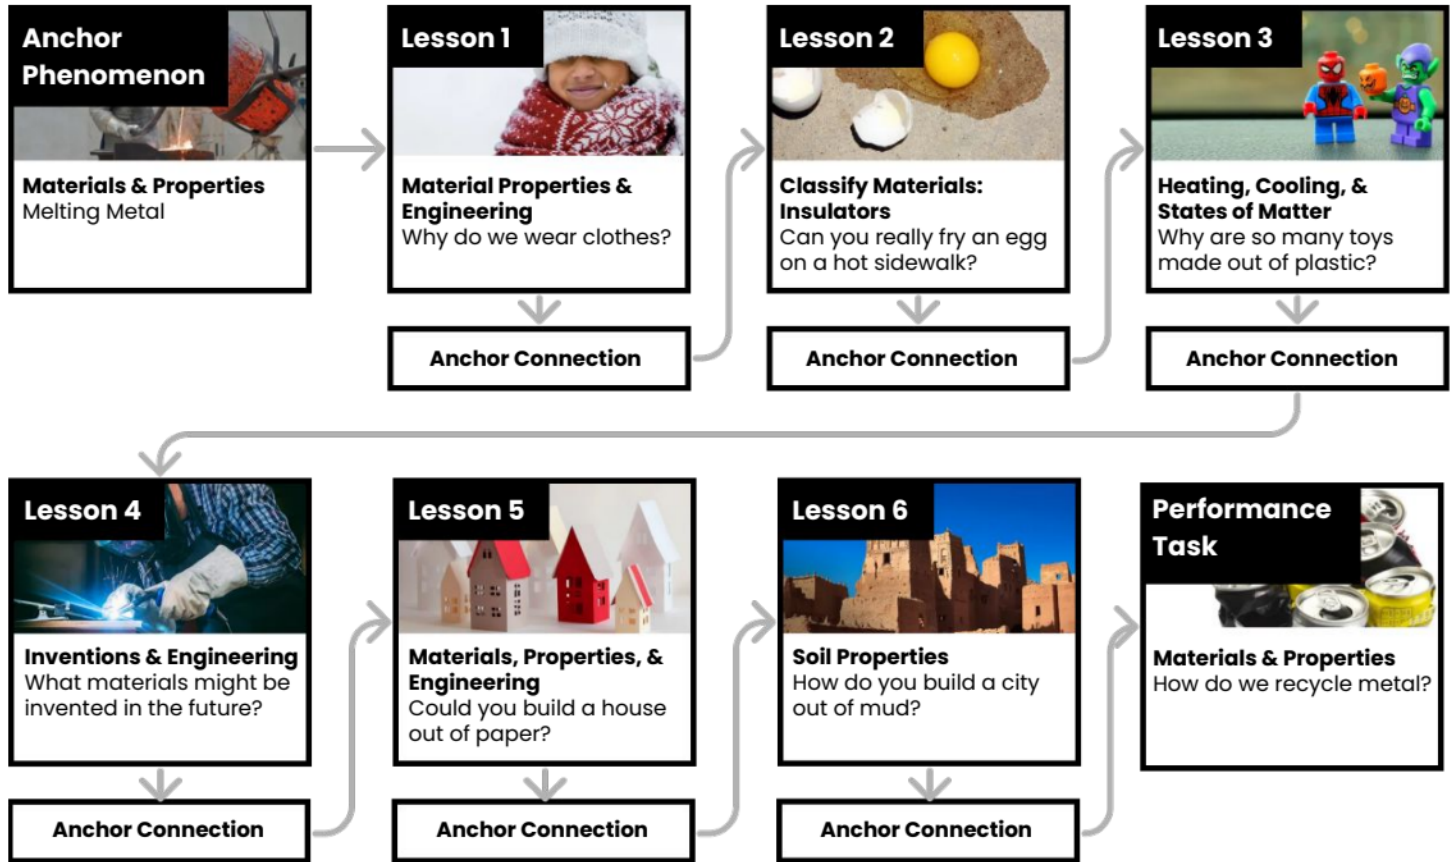 Anchor
Phenomenon
Materials & Properties
Melting Metal
Lesson 1
Material Properties &
Engineering
Why do we wear clothes?
Anchor Connection
Lesson 2
Classify Materials:
Insulators
Can you really fry an egg
on a hot sidewalk?
Anchor Connection
Lesson 3
Heating, Cooling, &
States of Matter
Why are so many toys
made out of plastic?
Anchor Connection
Lesson 4
Inventions & Engineering
What materials might be
invented in the future?
Anchor Connection
Lesson 5
Materials, Properties, &
Engineering
Could you build a house
out of paper?
Anchor Connection
Lesson 6
Soil Properties
How do you build a city
out of mud?
Anchor Connection
Performance
Task
Materials & Properties
How do we recycle metal?